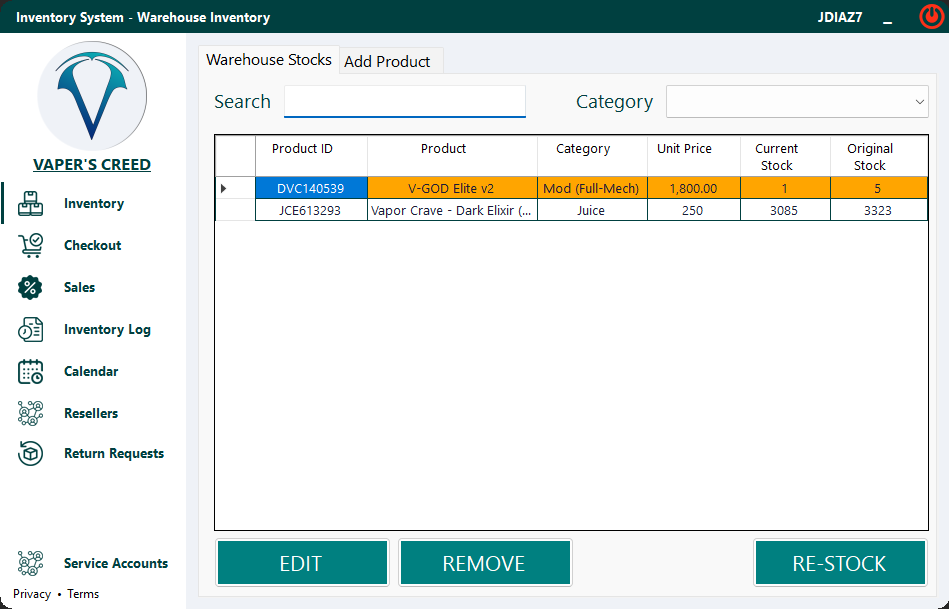 Inventory System - Warehouse Inventory JDIAZ7
VAPER'S CREED
Inventory
Checkout
Sales
Inventory Log
Calendar
Resellers
Return Requests
Service Accounts
Privacy • Terms
Warehouse Stocks Add Product
Search Category
Product ID Product Category Unit Price Current Stock Original Stock
DVC140539 V-GOD Elite v2 Mod (Full-Mech) 1,800.00 1 5
JCE613293 Vapor Crave - Dark Elixir (... Juice 250 3085 3323
EDIT REMOVE RE-STOCK